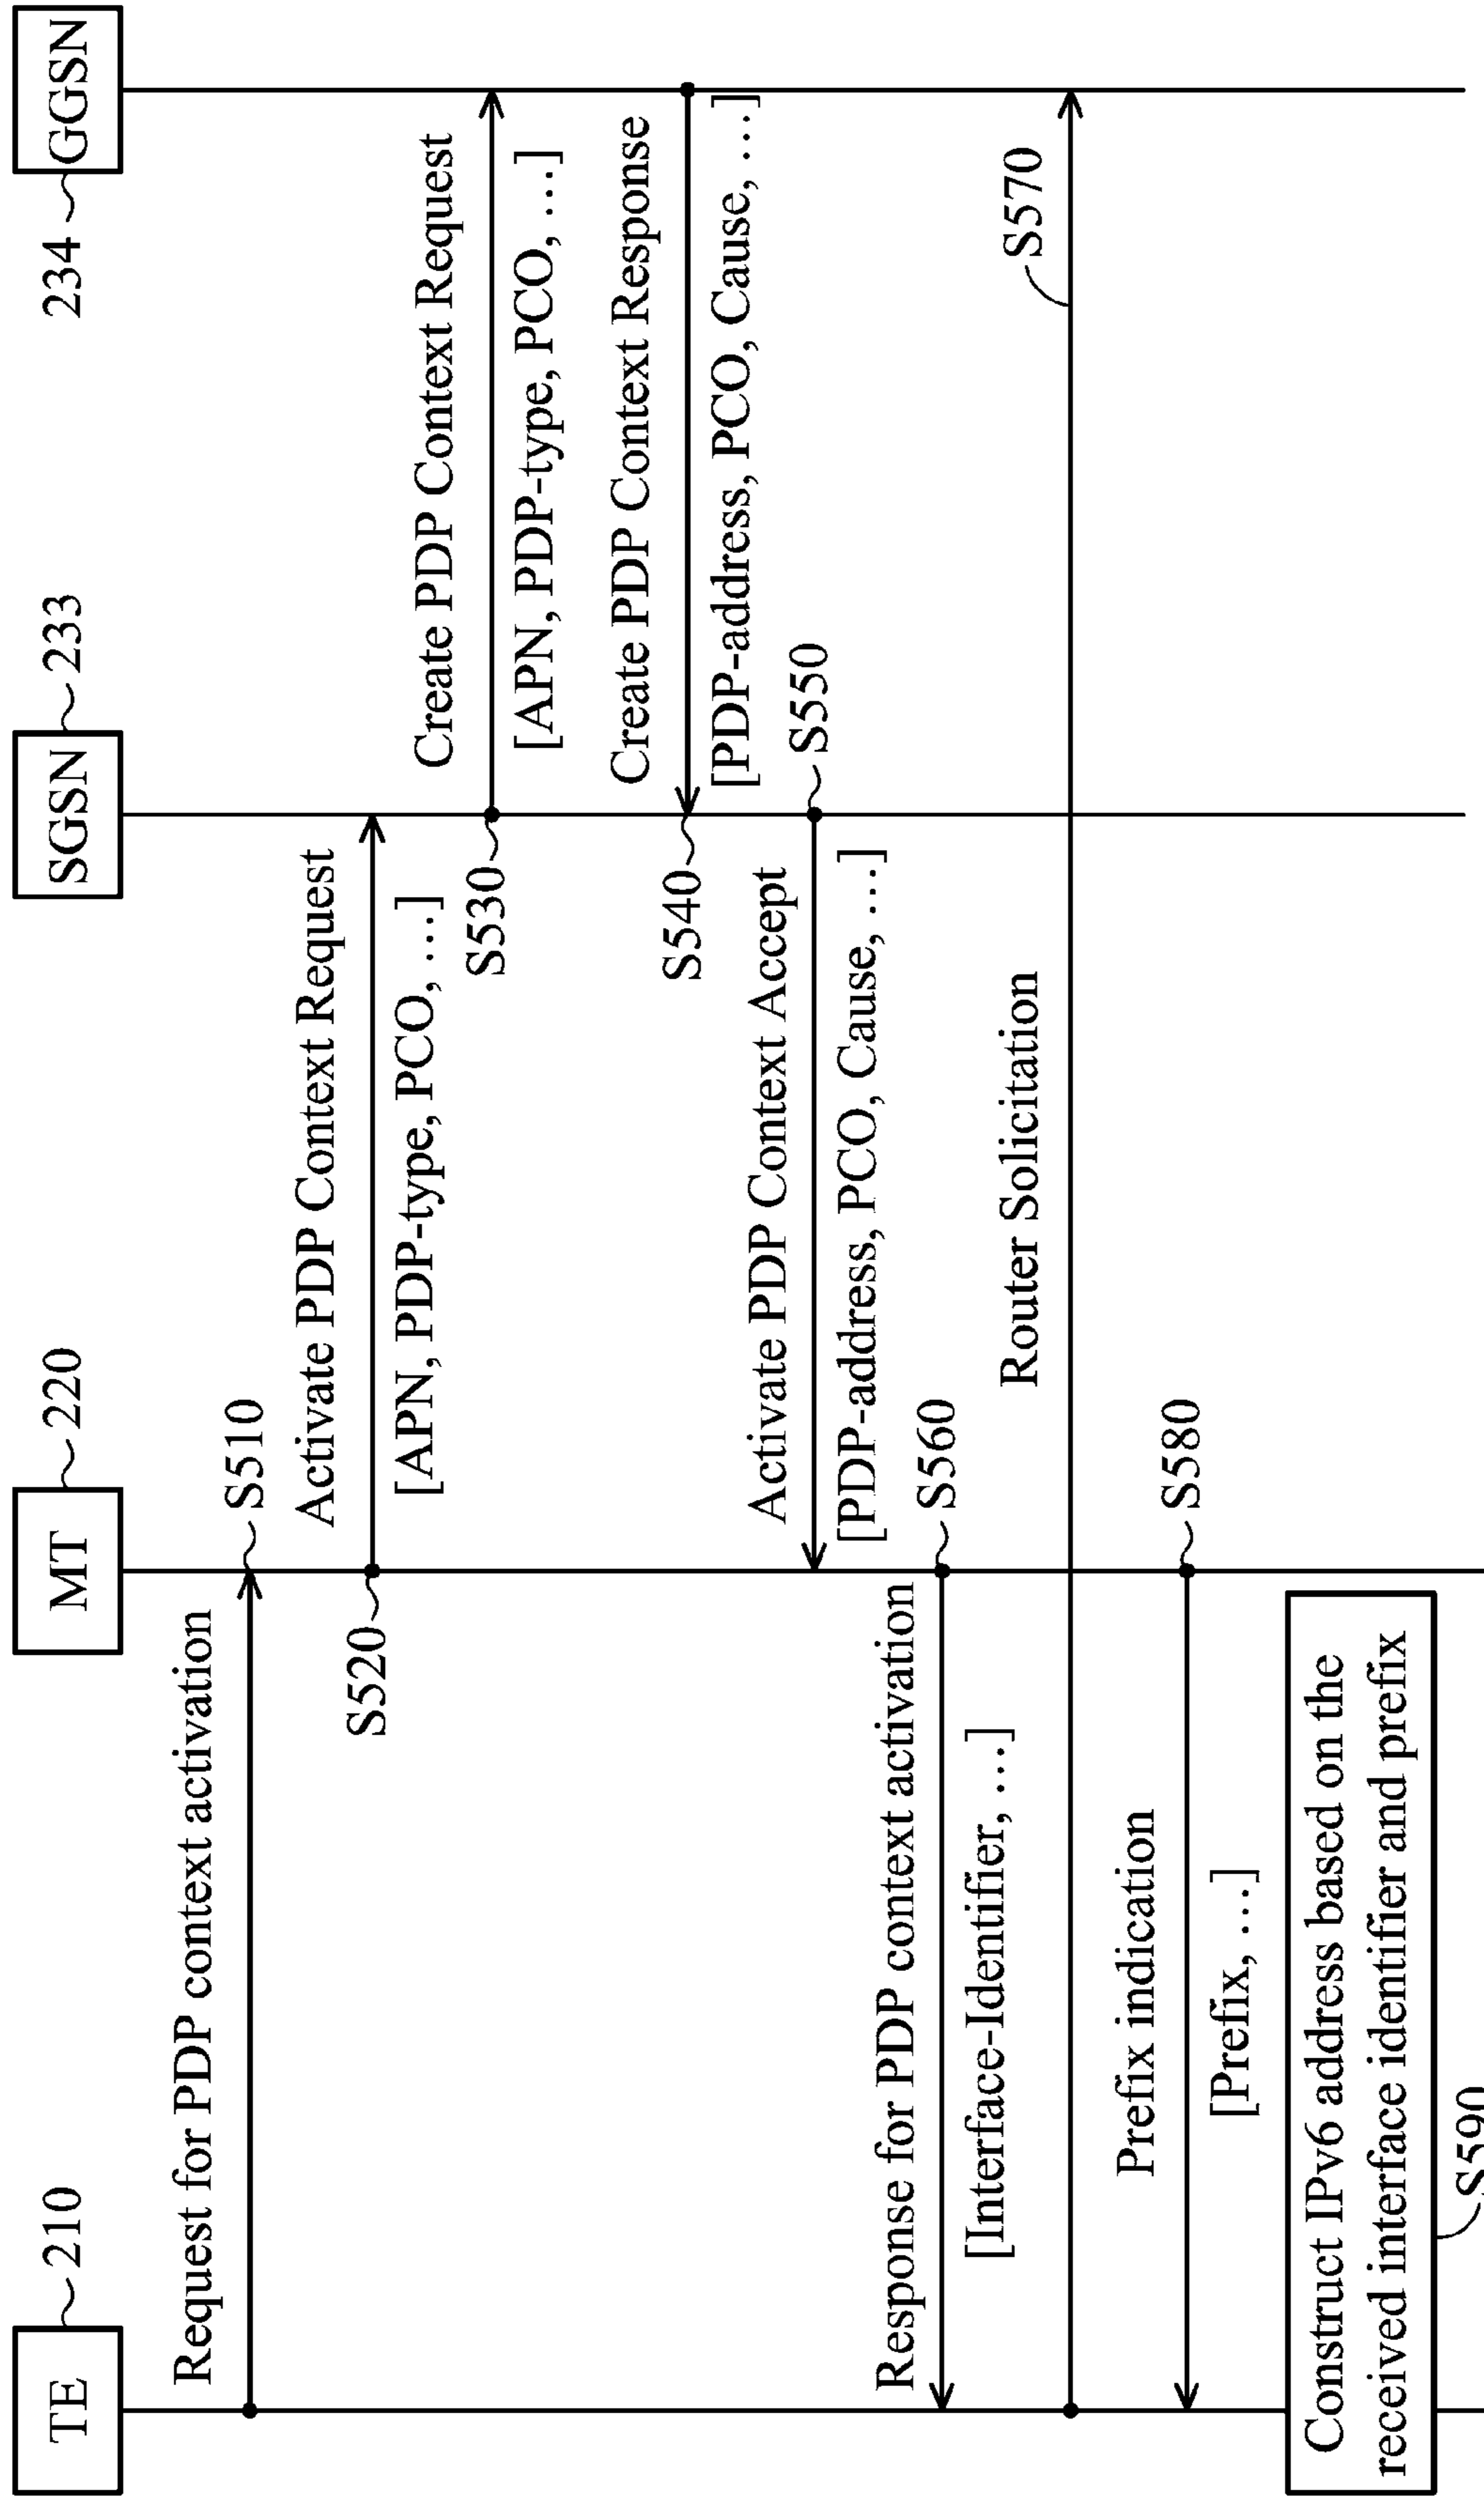 TE
210
MT
220
SGSN
233
GGSN
234
Request for PDP context activation
S510
Activate PDP Context Request
S520
[APN, PDP-type, PCO, …]
Create PDP Context Request
S530
[APN, PDP-type, PCO, …]
Create PDP Context Response
S540
[PDP-address, PCO, Cause, …]
Activate PDP Context Accept
S550
[PDP-address, PCO, Cause, …]
Response for PDP context activation
S560
[Interface-Identifier, …]
Router Solicitation
S570
Prefix indication
S580
[Prefix, …]
Construct IPv6 address based on the
received interface identifier and prefix
S590